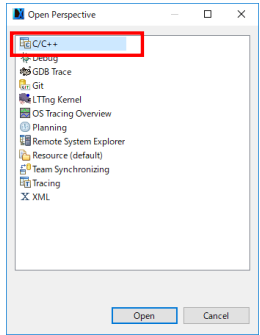 Open Perspective
C/C++
Debug
GDB Trace
Git
LTTng Kernel
OS Tracing Overview
Planning
Remote System Explorer
Resource (default)
Team Synchronizing
Tracing
XML
Open
Cancel